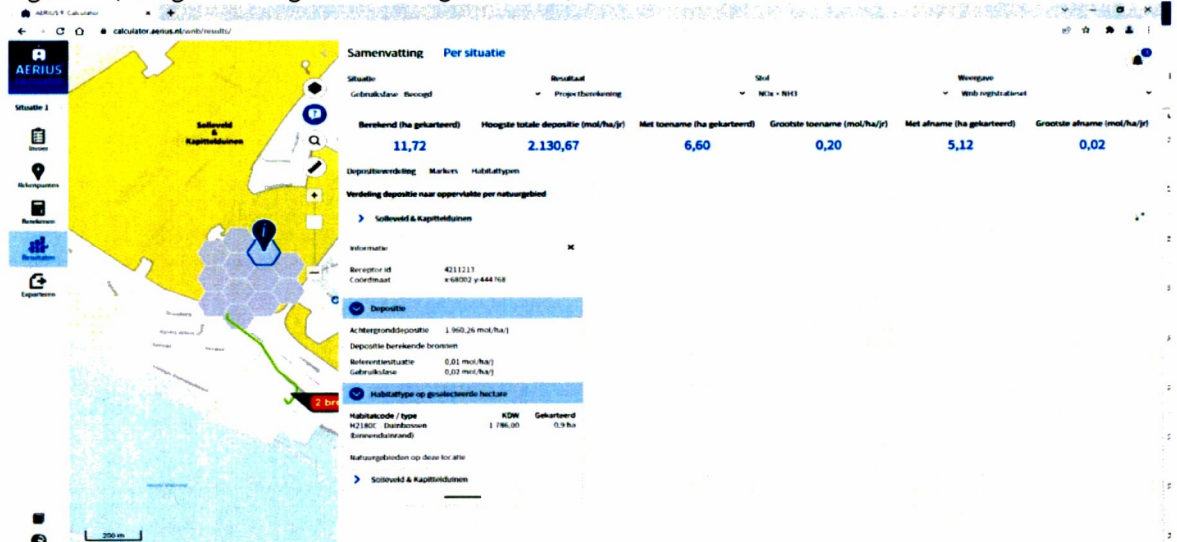 AERIUS® Calculator
calculator.aerius.nl/wnb/results/
AERIUS
Situatie 1
Invoer
Rekenpunten
Berekenen
Resultaten
Exporteren
Solleveld
&
Kapittelduinen
2 bro
200 m
Samenvatting Per situatie
Situatie Resultaat Stof Weergave
Gebruiksfase Beoogd Projectberekening NOx + NH3 Wnb registratieset
Berekend (ha gekarteerd) Hoogste totale depositie (mol/ha/jr) Met toename (ha gekarteerd) Grootste toename (mol/ha/jr) Met afname (ha gekarteerd) Grootste afname (mol/ha/jr)
11,72 2.130,67 6,60 0,20 5,12 0,02
Depositieverdeling Markers Habitattypen
Verdeling depositie naar oppervlakte per natuurgebied
Solleveld & Kapittelduinen
Informatie
Receptor id 4211213
Coördinaat x:68002 y:444768
Depositie
Achtergronddepositie 1.960,26 mol/ha/j
Depositie berekende bronnen
Referentiesituatie 0,01 mol/ha/j
Gebruiksfase 0,02 mol/ha/j
Habitattype op geselecteerde hectare
Habitatcode / type KDW Gekarteerd
H2180C Duinbossen 1 786,00 0,9 ha
(binnenduinrand)
Natuurgebieden op deze locatie
Solleveld & Kapittelduinen